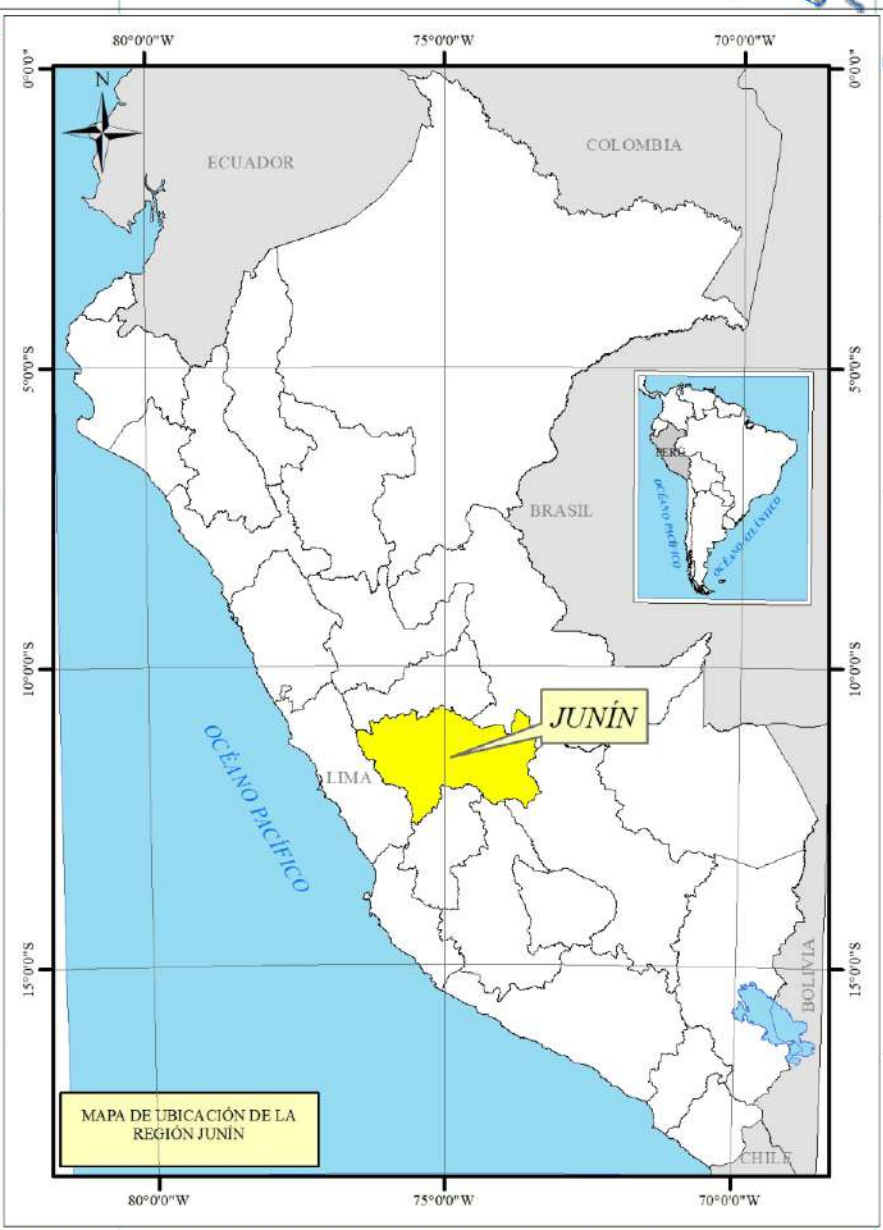 80°0'0"W 75°0'0"W 70°0'0"W
0°0'0" 0°0'0"
N
ECUADOR
COLOMBIA
5°0'0"S 5°0'0"S
PERÚ
OCÉANO PACÍFICO
OCÉANO ATLÁNTICO
BRASIL
10°0'0"S 10°0'0"S
JUNÍN
OCÉANO PACÍFICO
LIMA
15°0'0"S 15°0'0"S
BOLIVIA
MAPA DE UBICACIÓN DE LA
REGIÓN JUNÍN
CHILE
80°0'0"W 75°0'0"W 70°0'0"W